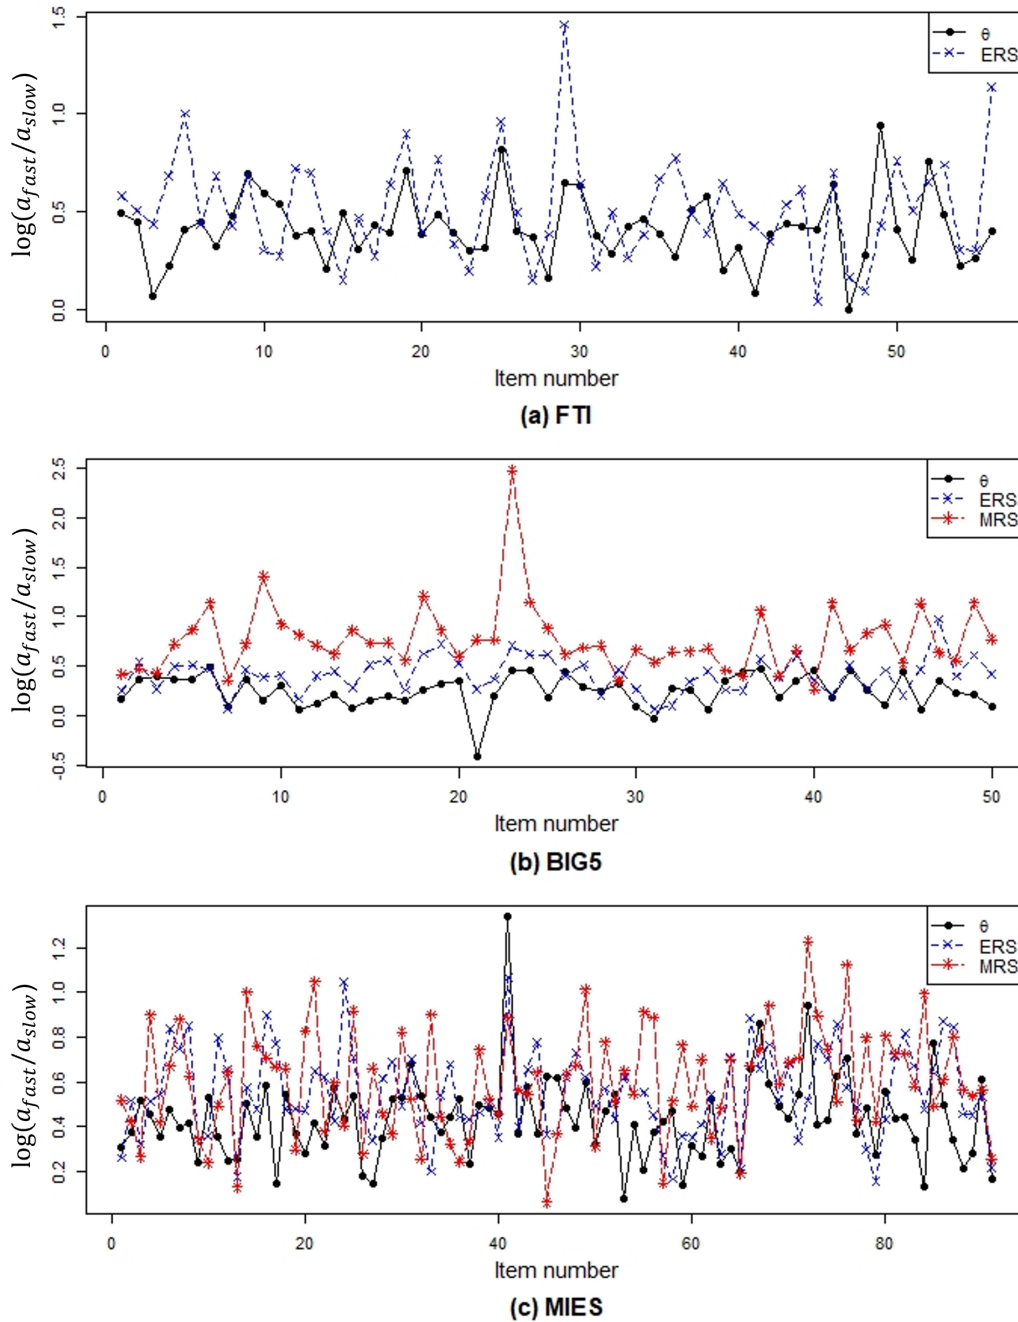 log(a_fast/a_slow)
1.5
1.0
0.5
0.0
θ
ERS
0 10 20 30 40 50
Item number
(a) FTI
log(a_fast/a_slow)
2.5
2.0
1.5
1.0
0.5
0.0
-0.5
θ
ERS
MRS
0 10 20 30 40 50
Item number
(b) BIG5
log(a_fast/a_slow)
1.2
1.0
0.8
0.6
0.4
0.2
θ
ERS
MRS
0 20 40 60 80
Item number
(c) MIES